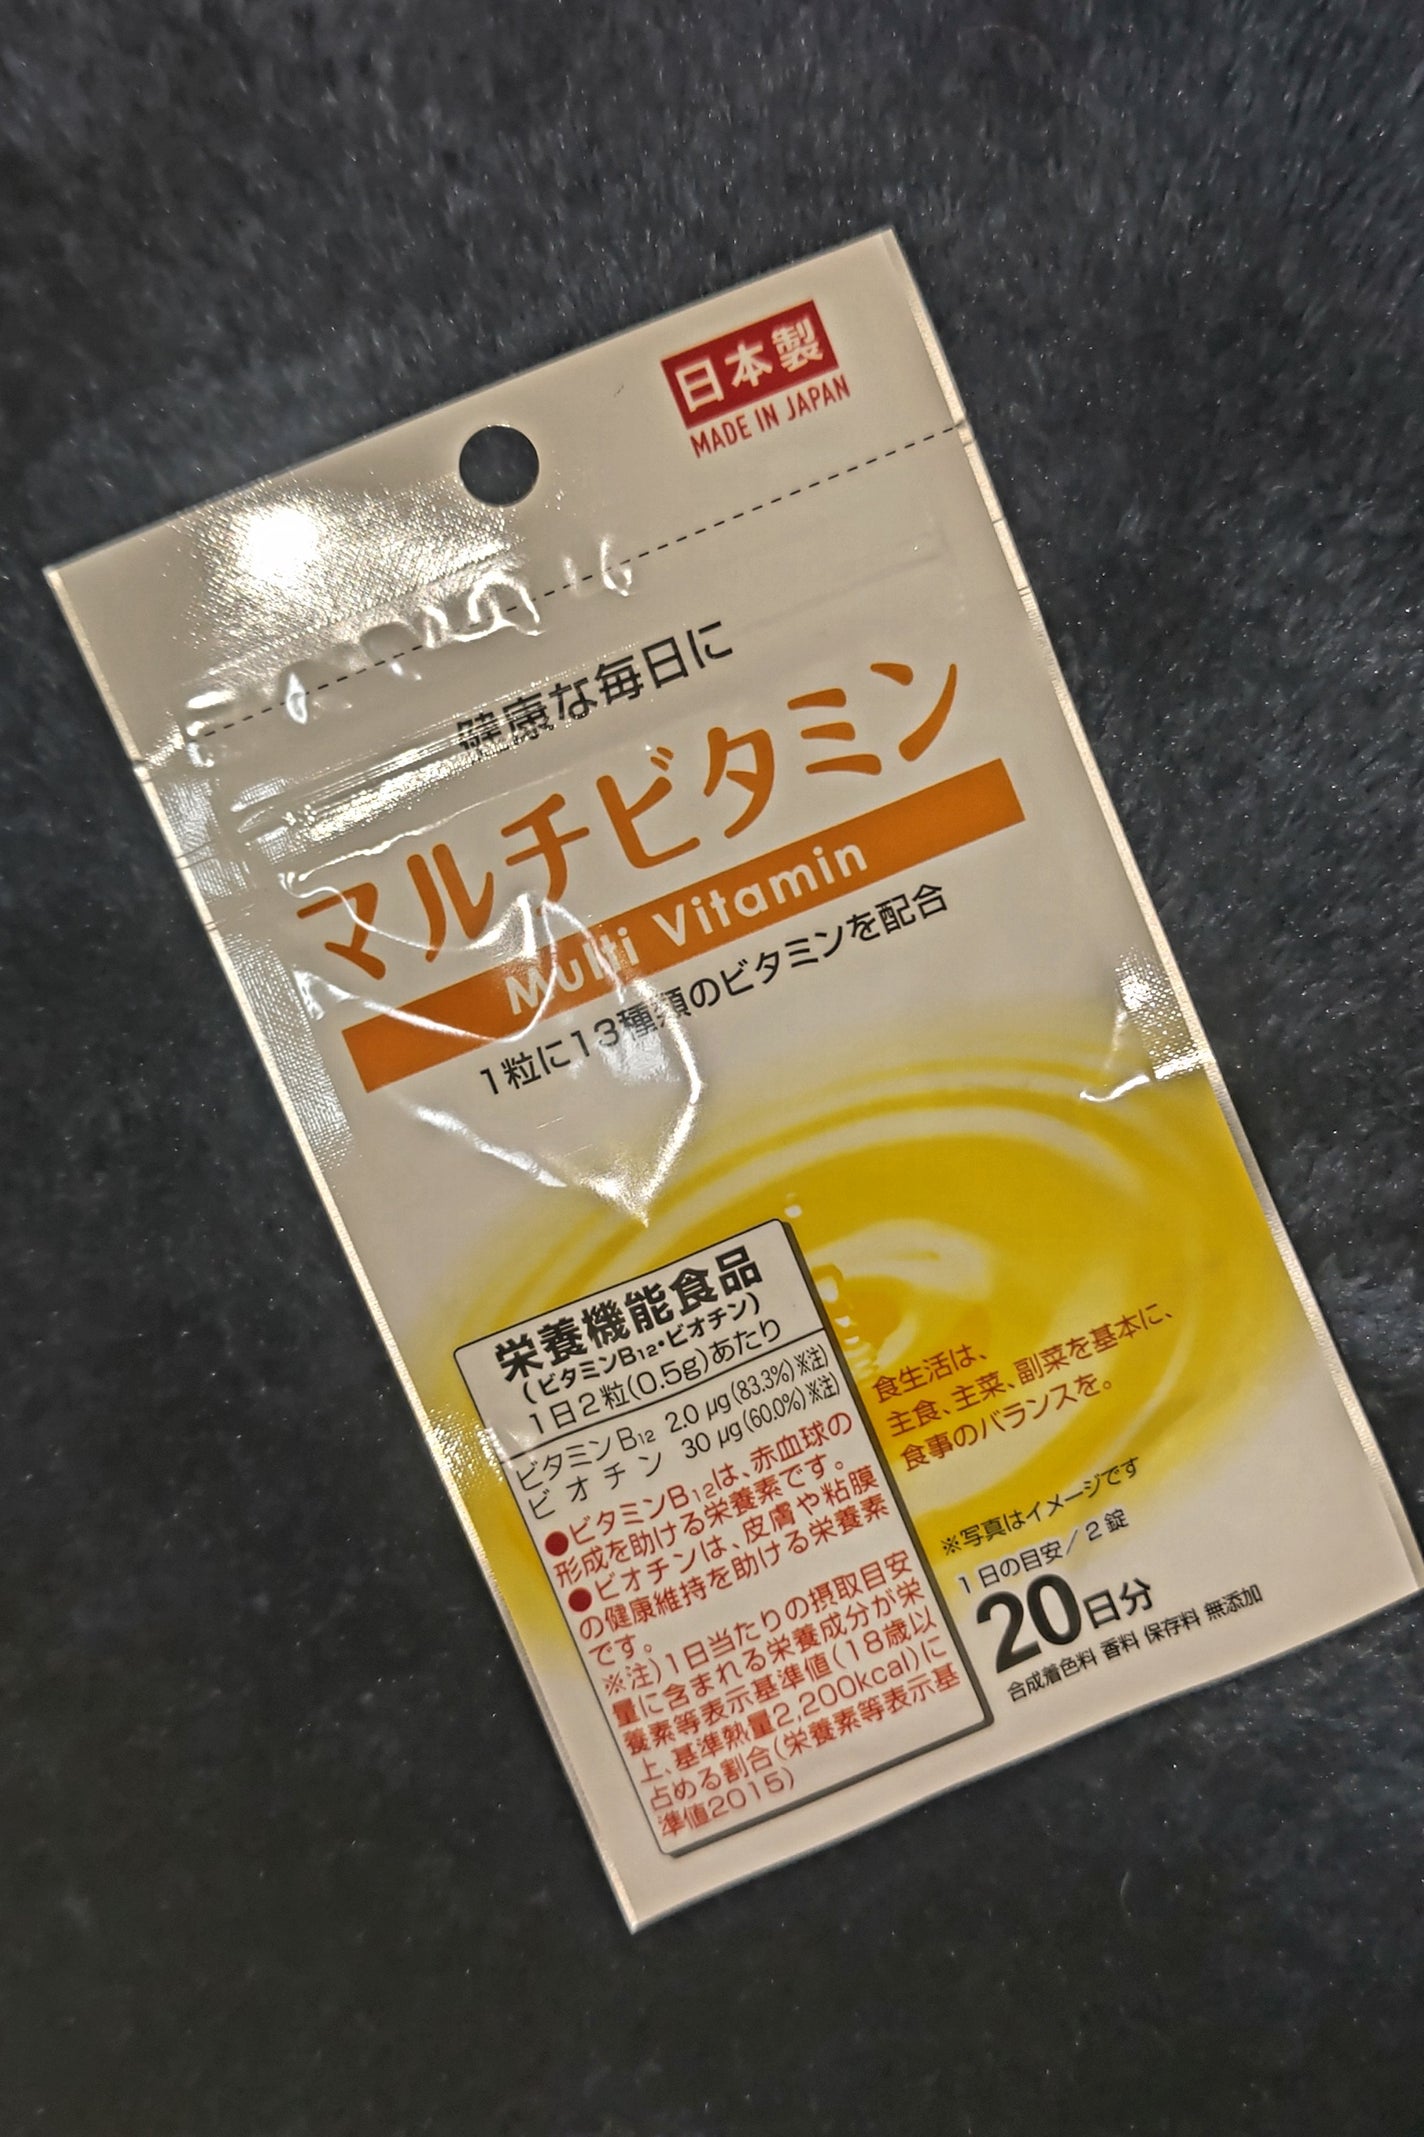 日本製
MADE IN JAPAN
健康な毎日に
マルチビタミン
Multi Vitamin
1粒に13種類のビタミンを配合
栄養機能食品
(ビタミンB12・ビオチン)
1日2粒(0.5g)あたり
ビタミンB12 2.0μg(83.3%)※注)
ビオチン 30μg(60.0%)※注)
●ビタミンB12は、赤血球の
形成を助ける栄養素です。
●ビオチンは、皮膚や粘膜
の健康維持を助ける栄養素
です。
※注)1日当たりの摂取目安
量に含まれる栄養成分が栄
養素等表示基準値(18歳以
上、基準熱量2,200kcal)に
占める割合(栄養素等表示基
準値2015)
食生活は、
主食、主菜、副菜を基本に、
食事のバランスを。
※写真はイメージです
1日の目安/2錠
20日分
合成着色料 香料 保存料 無添加